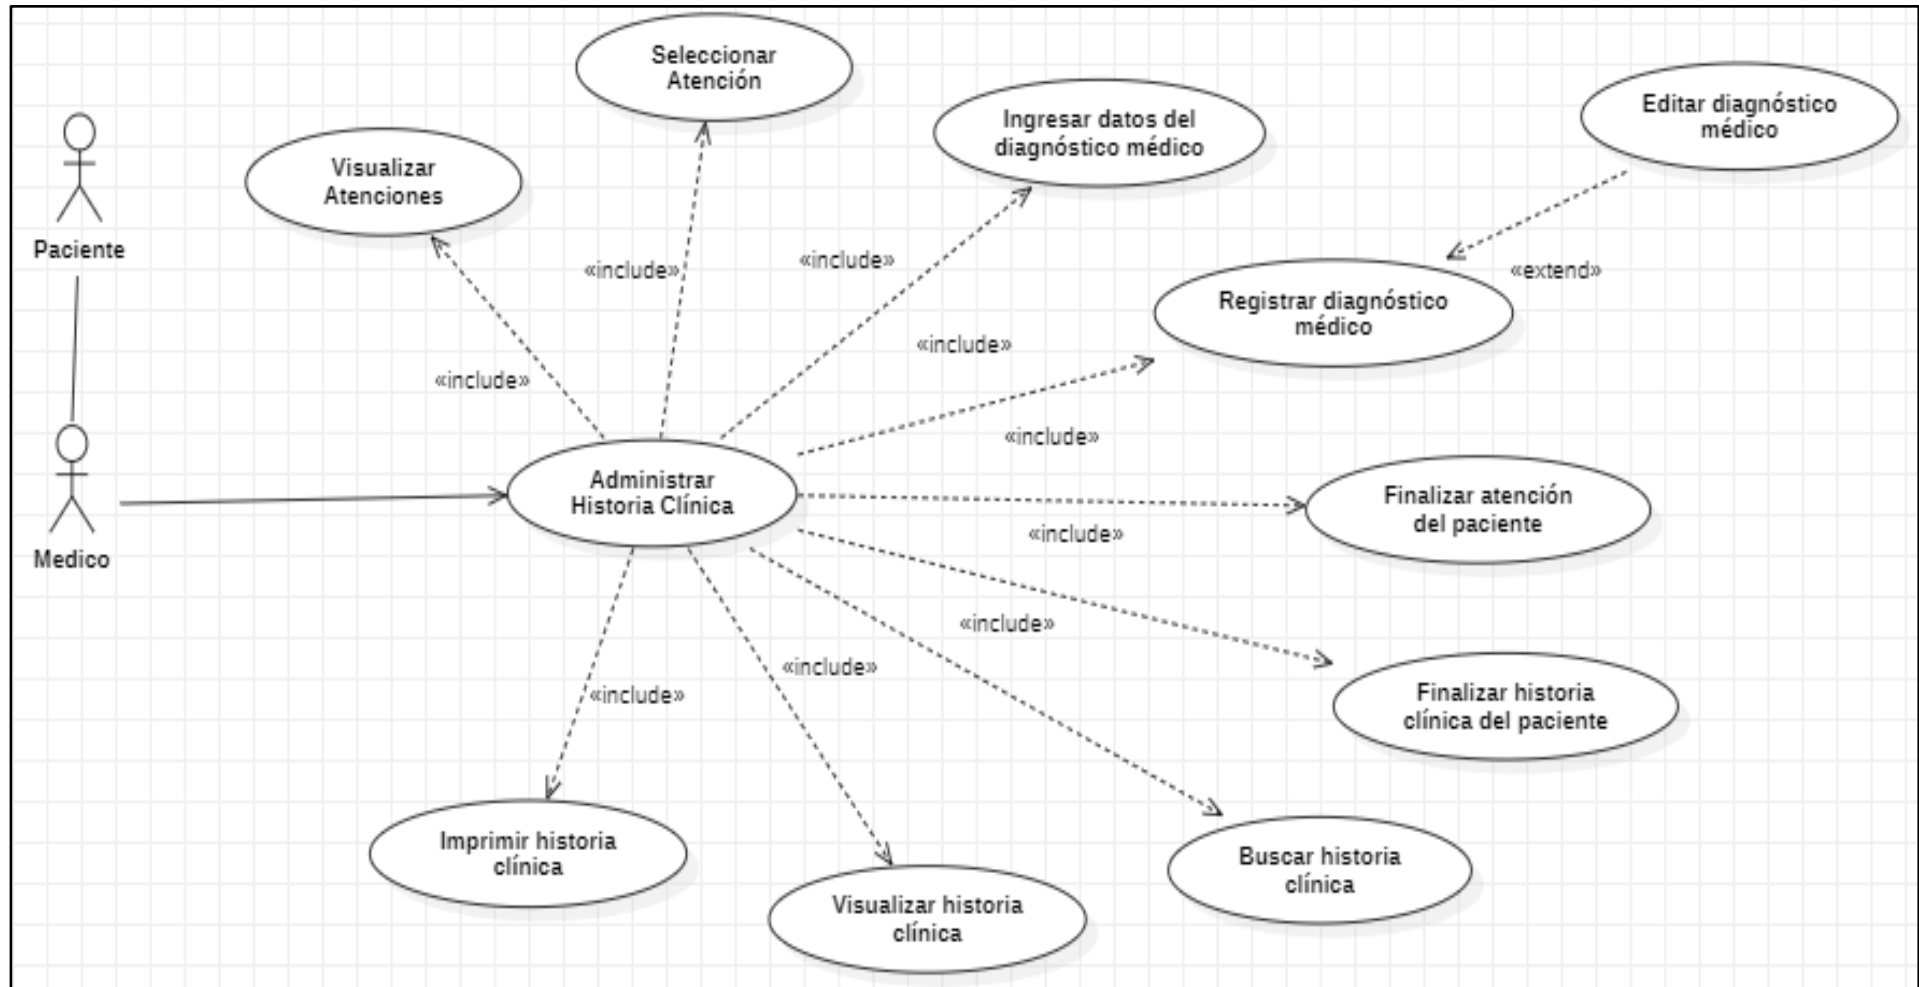 Seleccionar
Atención
Ingresar datos del
diagnóstico médico
Editar diagnóstico
médico
Visualizar
Atenciones
Paciente
«include»
«include»
«extend»
Registrar diagnóstico
médico
«include»
«include»
«include»
Administrar
Historia Clínica
Finalizar atención
del paciente
Medico
«include»
«include»
«include»
«include»
Finalizar historia
clínica del paciente
Imprimir historia
clínica
Visualizar historia
clínica
Buscar historia
clínica